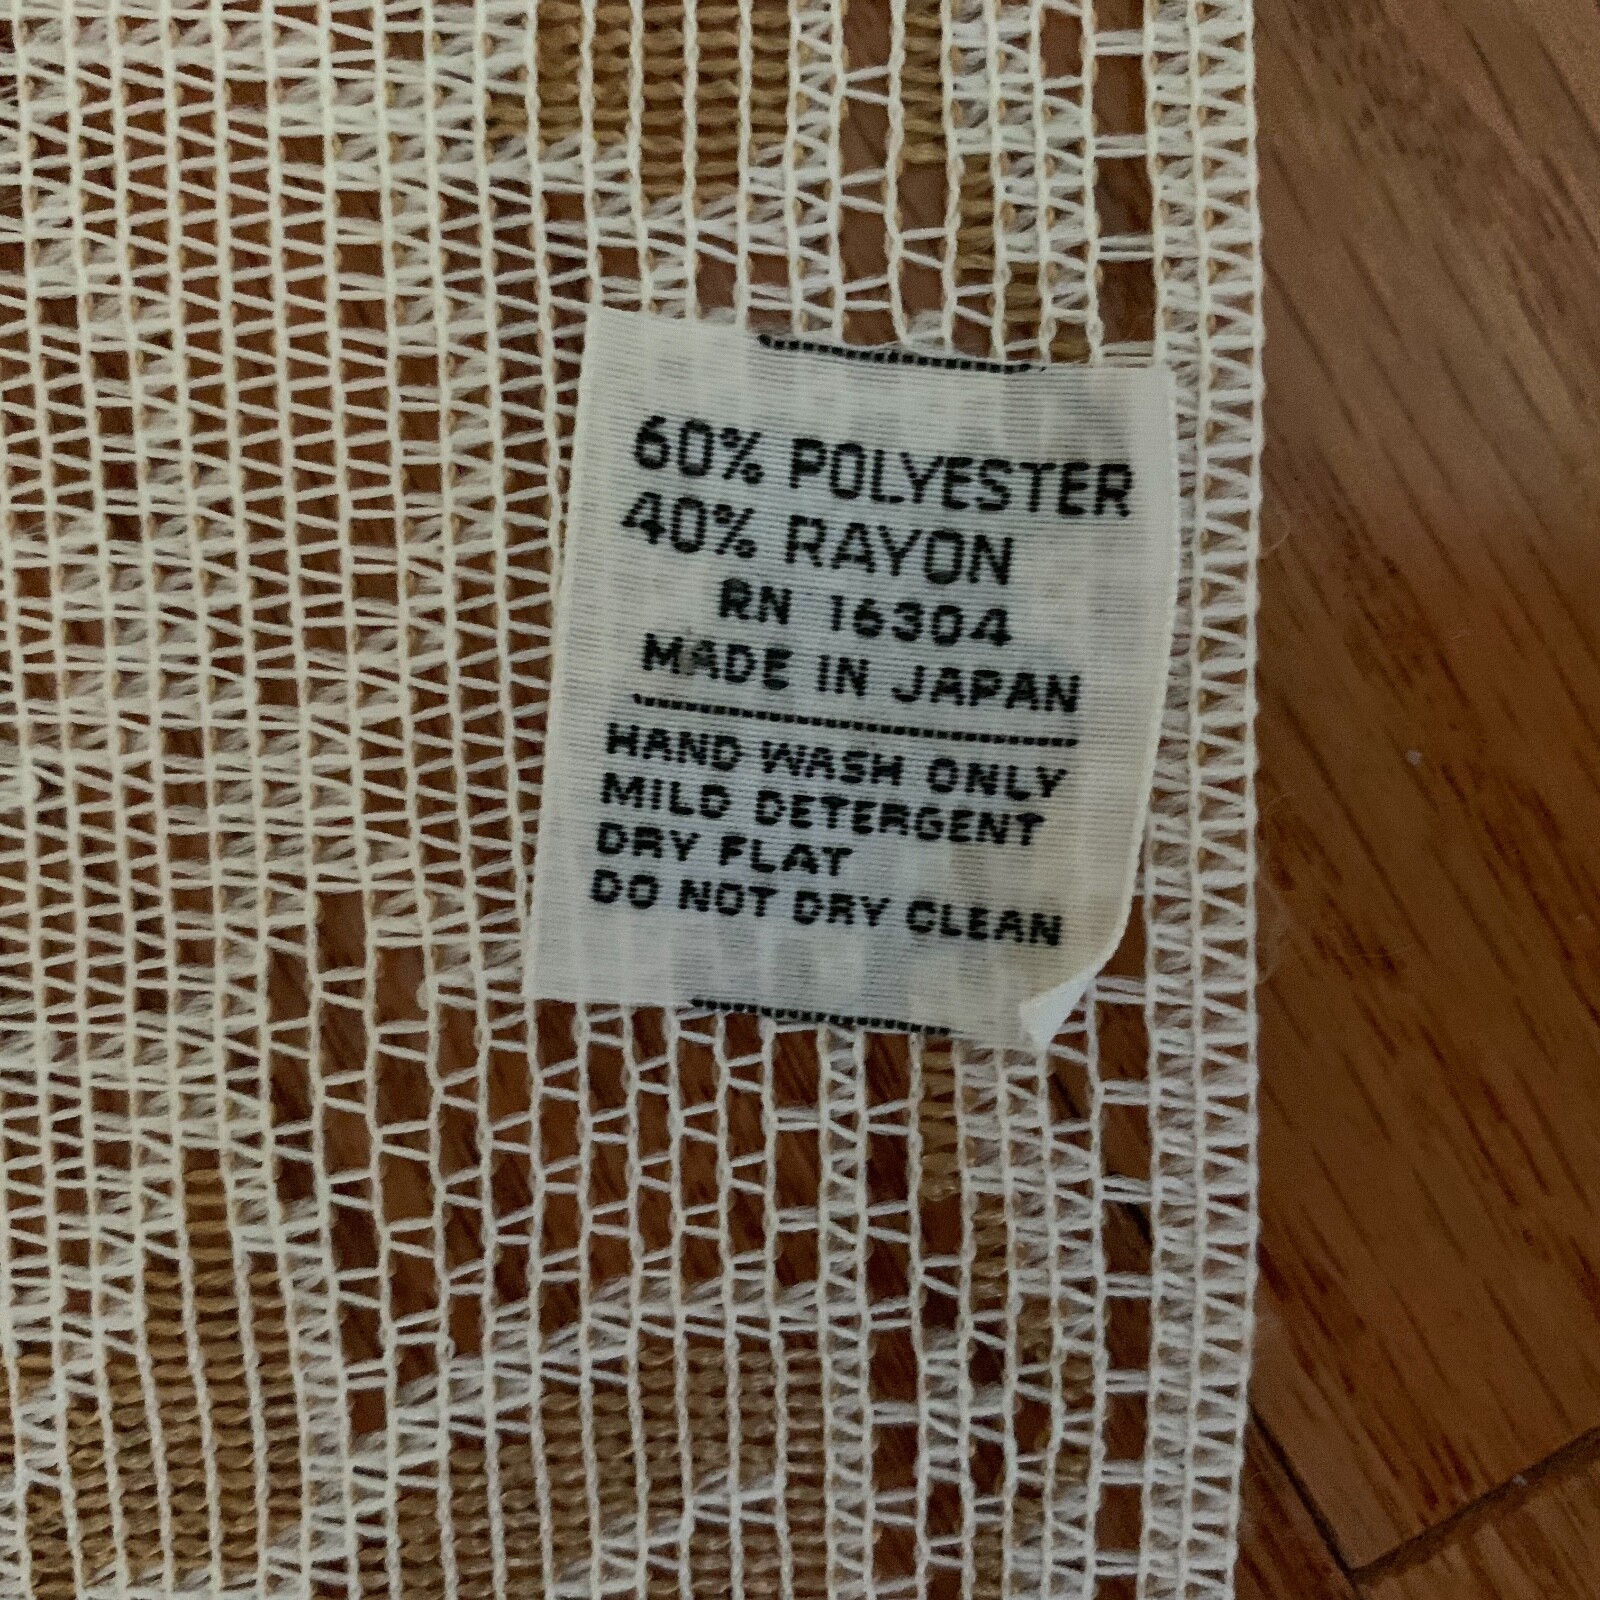 60% POLYESTER
40% RAYON
RN 16304
MADE IN JAPAN
HAND WASH ONLY
MILD DETERGENT
DRY FLAT
DO NOT DRY CLEAN